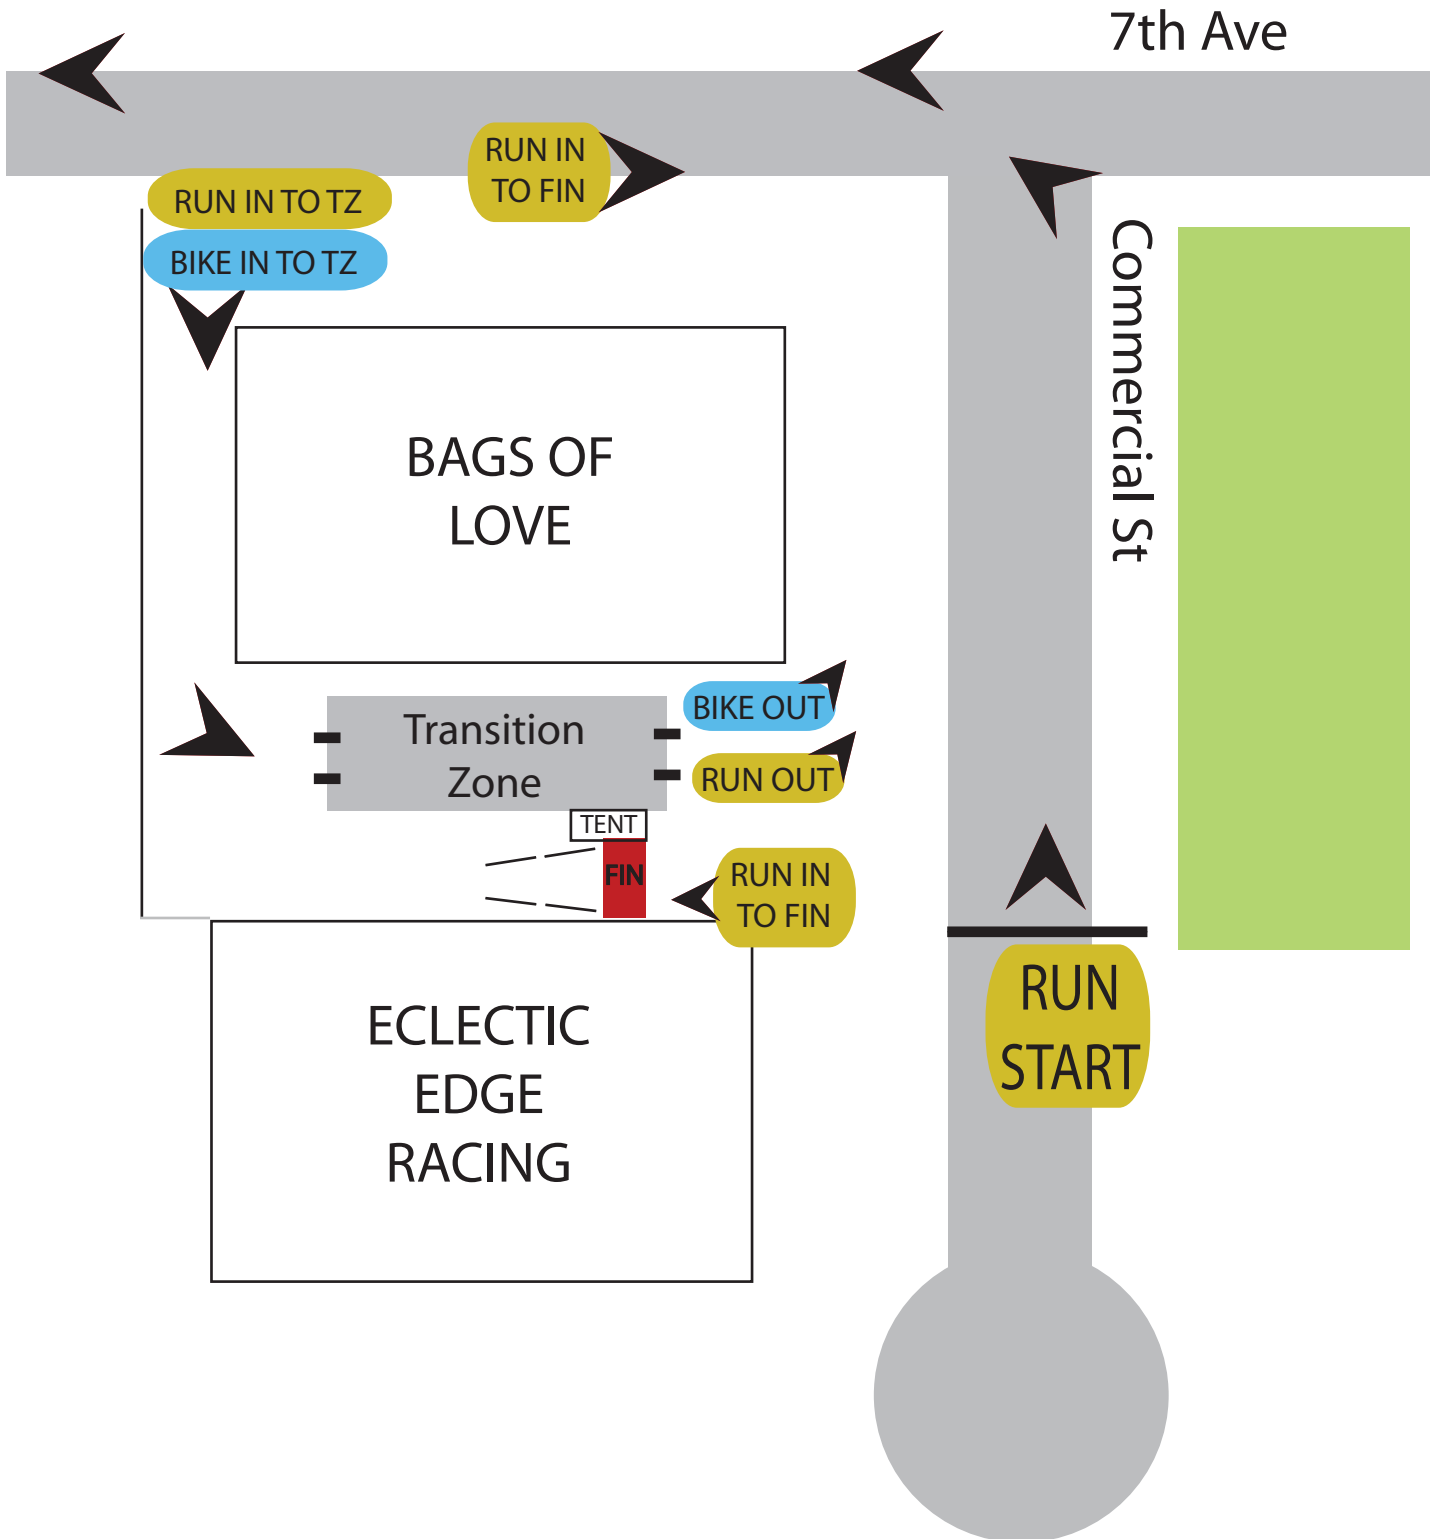 7th Ave
RUN IN
TO FIN
RUN IN TO TZ
BIKE IN TO TZ
Commercial St
BAGS OF
LOVE
BIKE OUT
Transition
Zone
RUN OUT
TENT
FIN
RUN IN
TO FIN
RUN
START
ECLECTIC
EDGE
RACING